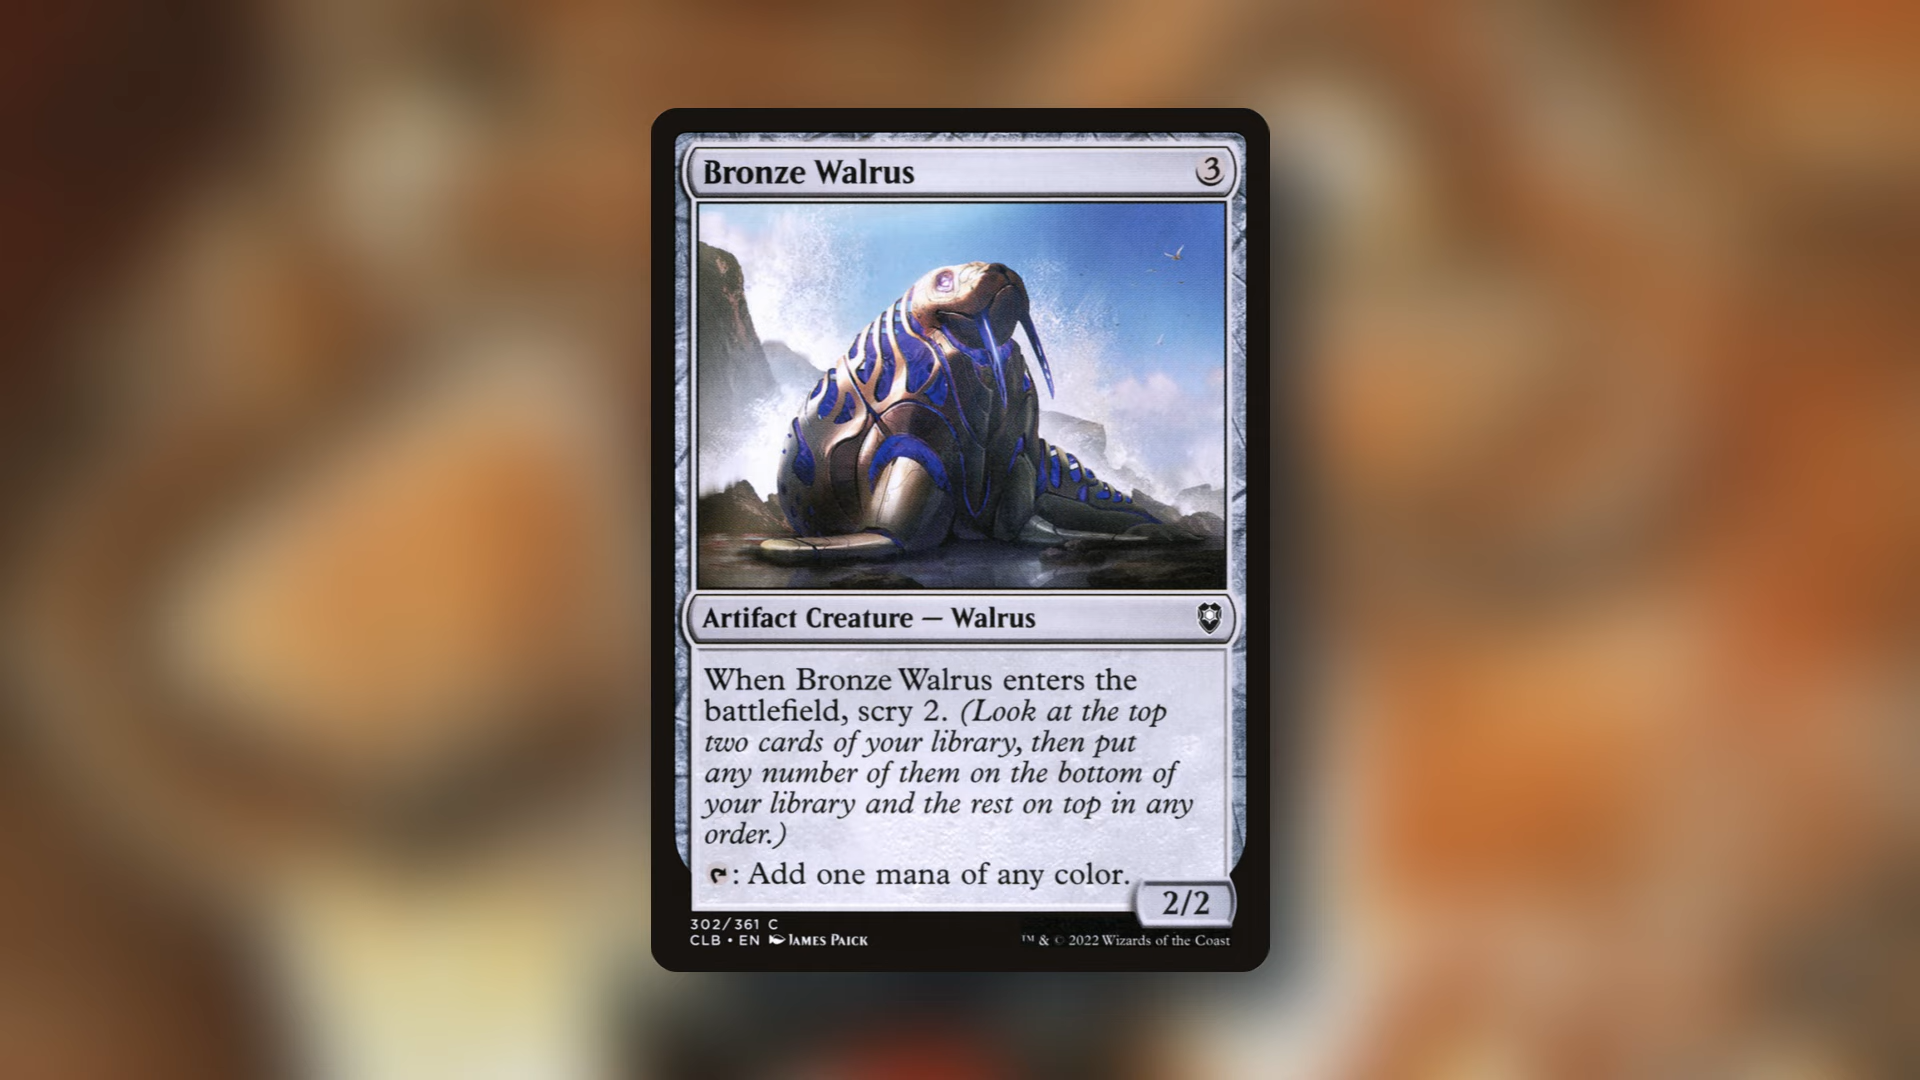 Bronze Walrus 3
Artifact Creature — Walrus
When Bronze Walrus enters the
battlefield, scry 2. (Look at the top
two cards of your library, then put
any number of them on the bottom of
your library and the rest on top in any
order.)
: Add one mana of any color.
2/2
302/361 C
CLB • EN James Paick
™ & © 2022 Wizards of the Coast